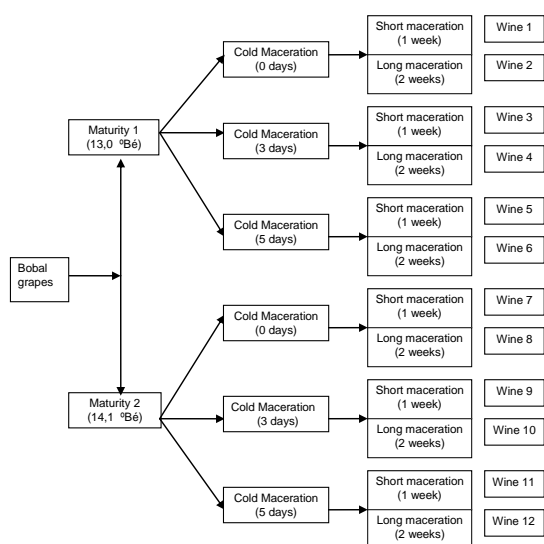 Bobal
grapes
Maturity 1
(13,0 ºBé)
Cold Maceration
(0 days)
Short maceration
(1 week)
Wine 1
Long maceration
(2 weeks)
Wine 2
Cold Maceration
(3 days)
Short maceration
(1 week)
Wine 3
Long maceration
(2 weeks)
Wine 4
Cold Maceration
(5 days)
Short maceration
(1 week)
Wine 5
Long maceration
(2 weeks)
Wine 6
Maturity 2
(14,1 ºBé)
Cold Maceration
(0 days)
Short maceration
(1 week)
Wine 7
Long maceration
(2 weeks)
Wine 8
Cold Maceration
(3 days)
Short maceration
(1 week)
Wine 9
Long maceration
(2 weeks)
Wine 10
Cold Maceration
(5 days)
Short maceration
(1 week)
Wine 11
Long maceration
(2 weeks)
Wine 12